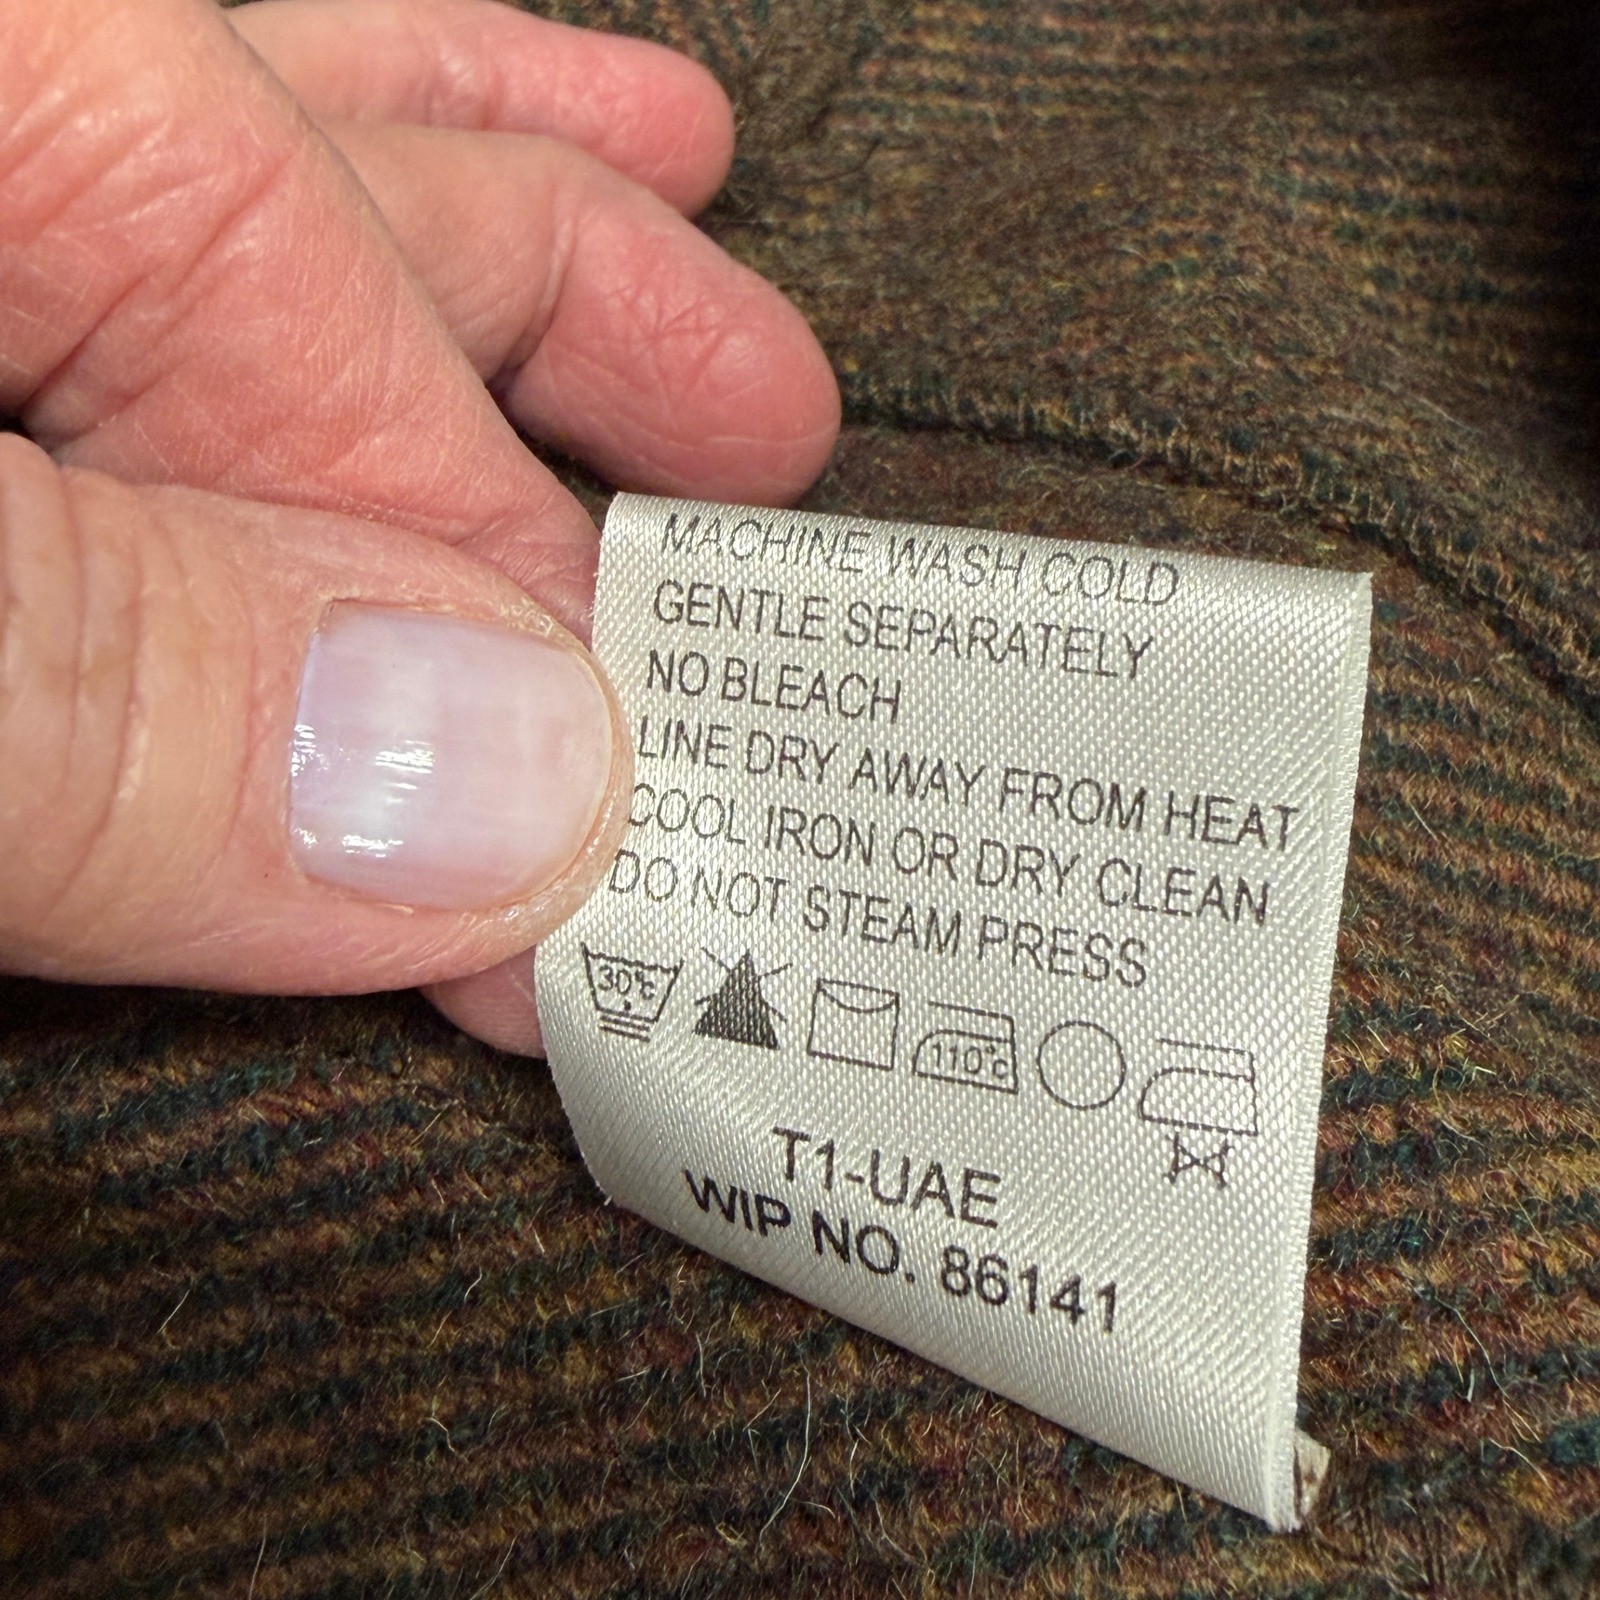 MACHINE WASH COLD
GENTLE SEPARATELY
NO BLEACH
LINE DRY AWAY FROM HEAT
COOL IRON OR DRY CLEAN
DO NOT STEAM PRESS
30°C 110°C
T1-UAE
WIP NO. 86141